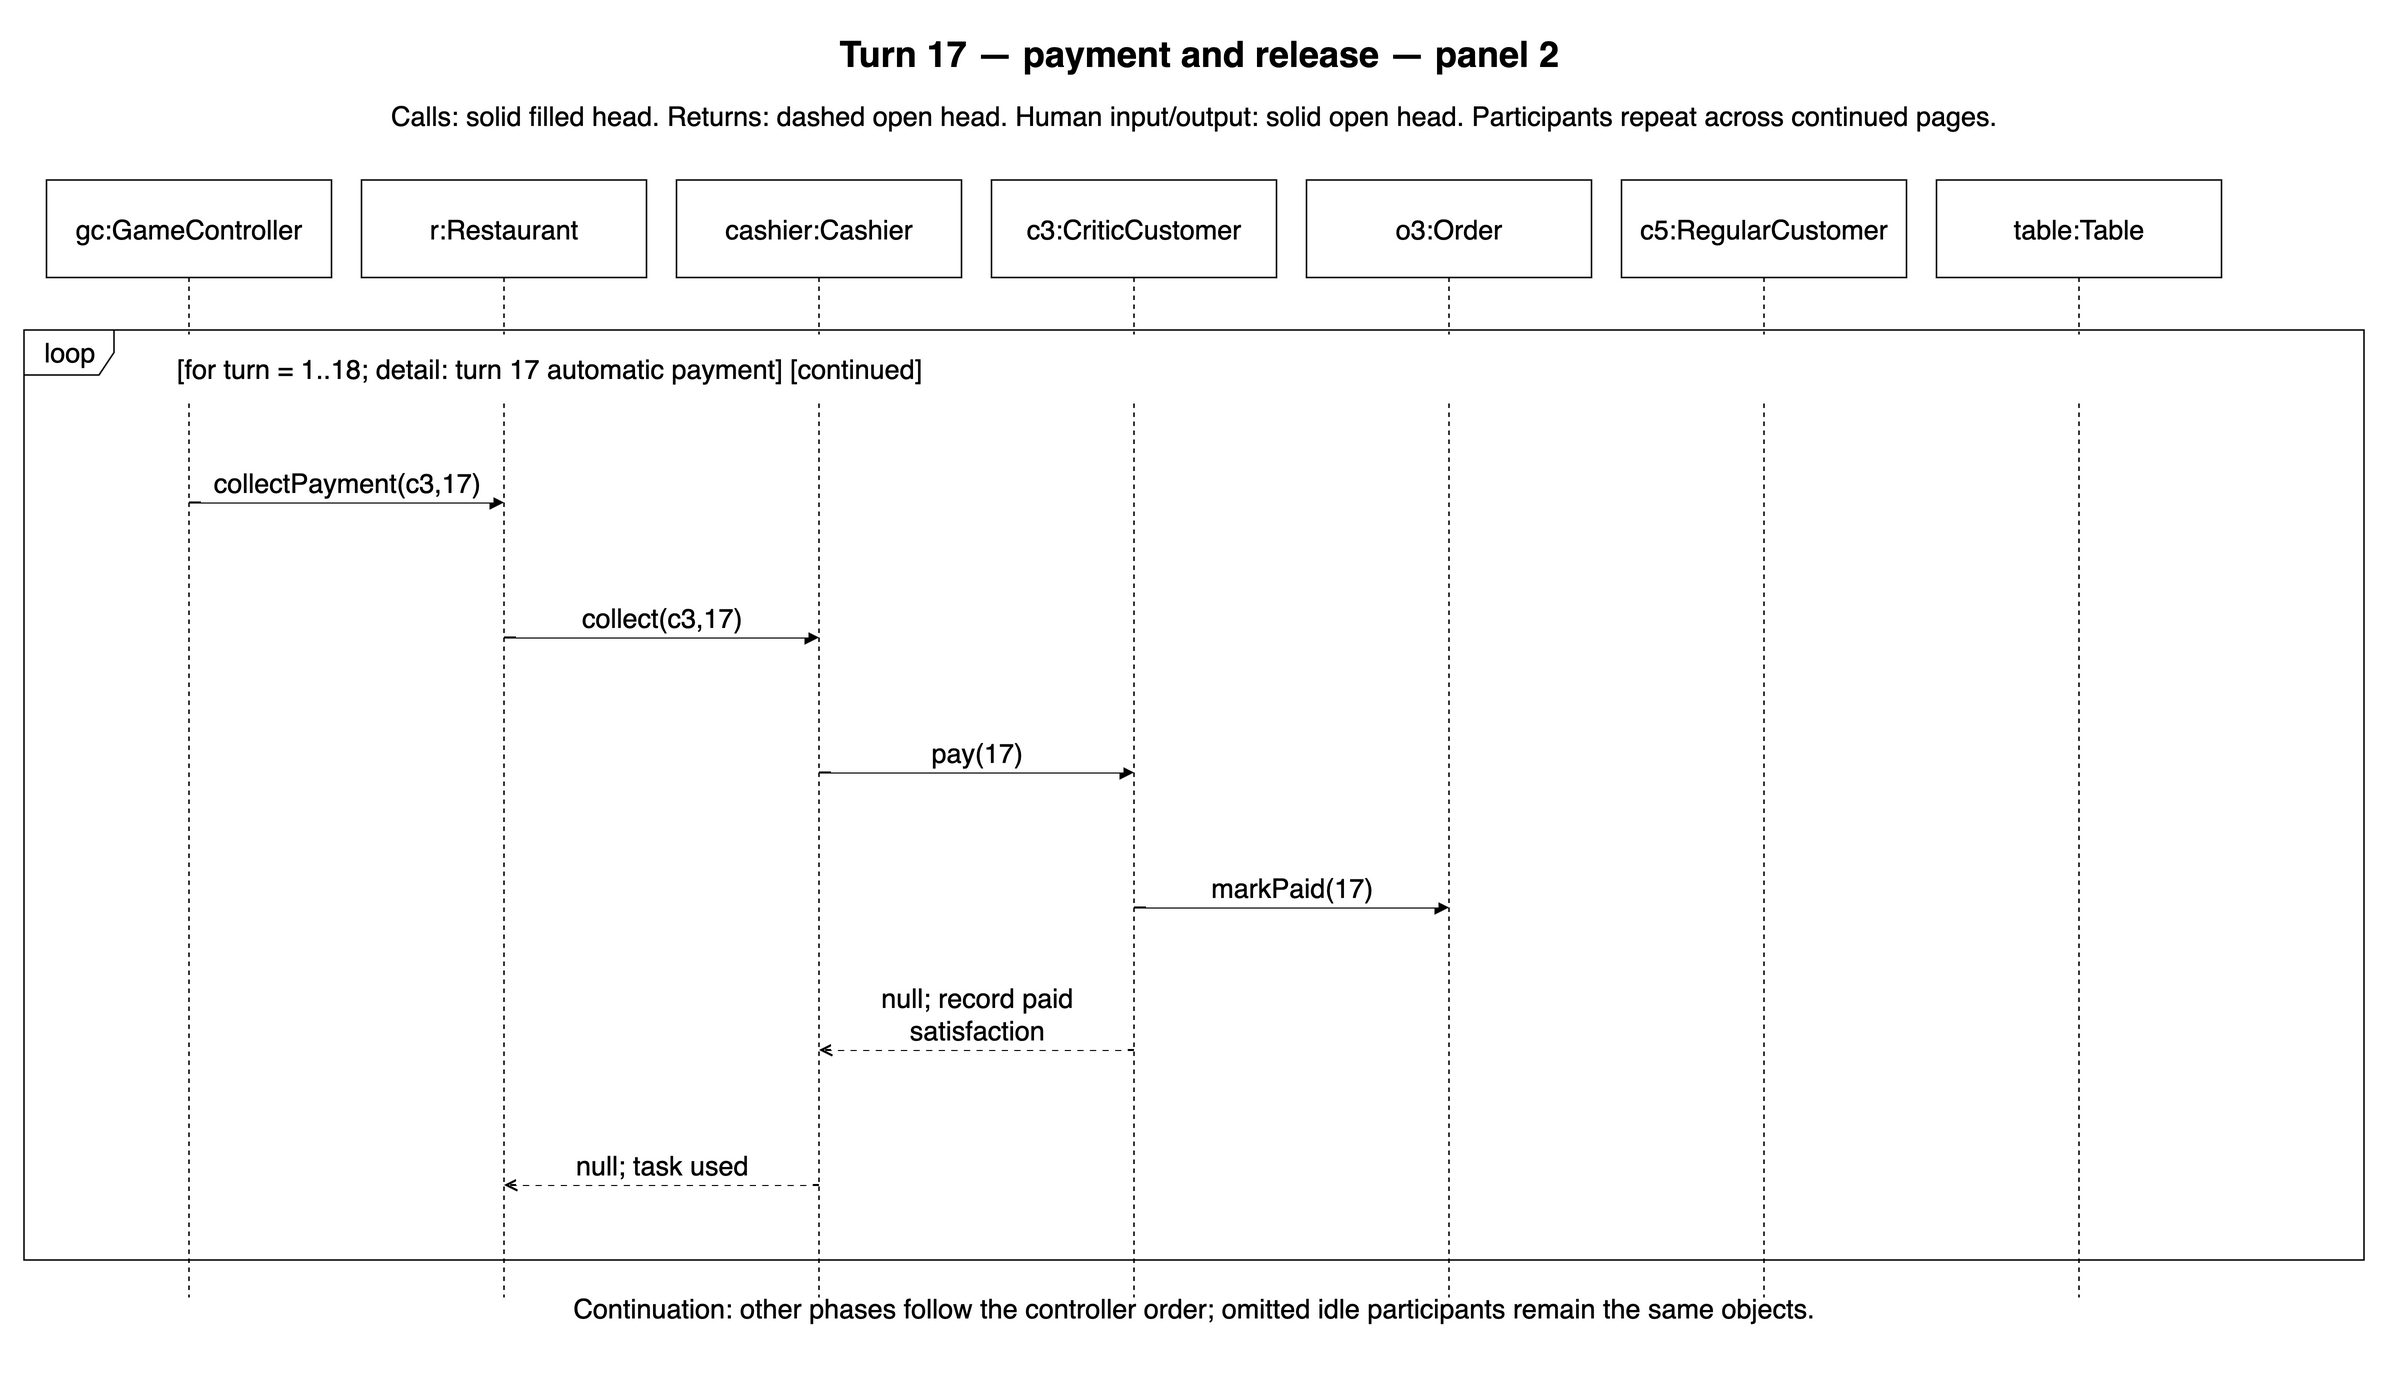 Turn 17 — payment and release — panel 2
Calls: solid filled head. Returns: dashed open head. Human input/output: solid open head. Participants repeat across continued pages.
gc:GameController
r:Restaurant
cashier:Cashier
c3:CriticCustomer
o3:Order
c5:RegularCustomer
table:Table
loop
[for turn = 1..18; detail: turn 17 automatic payment] [continued]
collectPayment(c3,17)
collect(c3,17)
pay(17)
markPaid(17)
null; record paid
satisfaction
null; task used
Continuation: other phases follow the controller order; omitted idle participants remain the same objects.